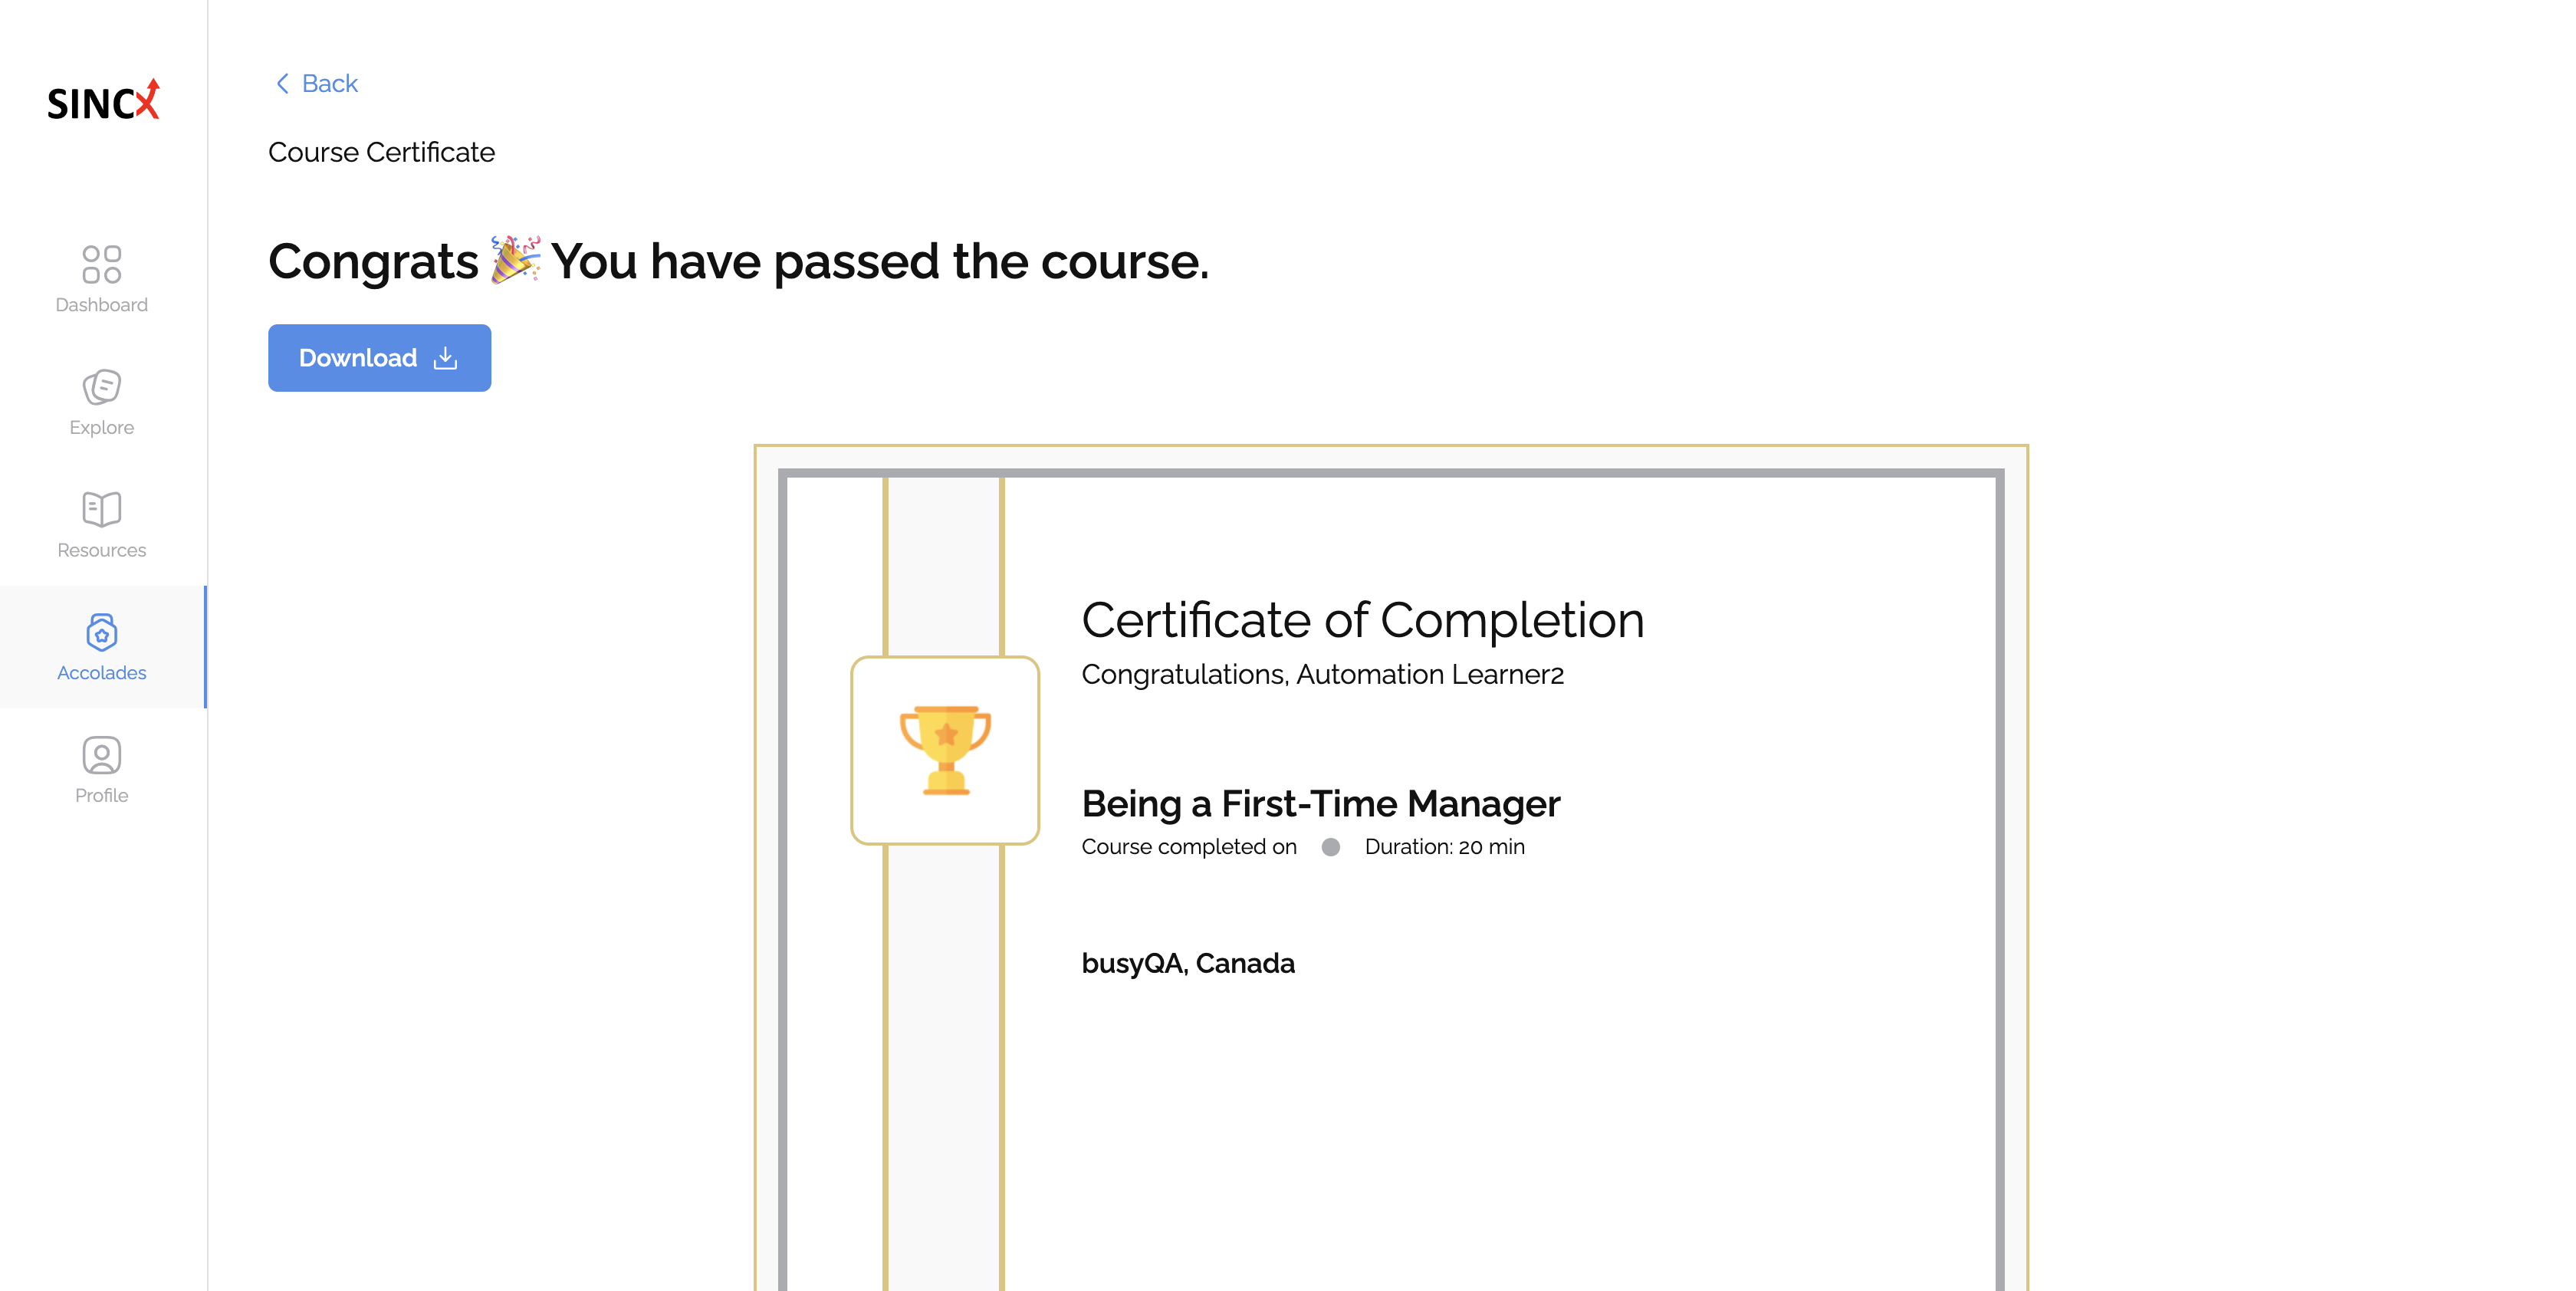 SINCX
Dashboard
Explore
Resources
Accolades
Profile
Back
Course Certificate
Congrats 🎉 You have passed the course.
Download
Certificate of Completion
Congratulations, Automation Learner2
Being a First-Time Manager
Course completed on Duration: 20 min
busyQA, Canada